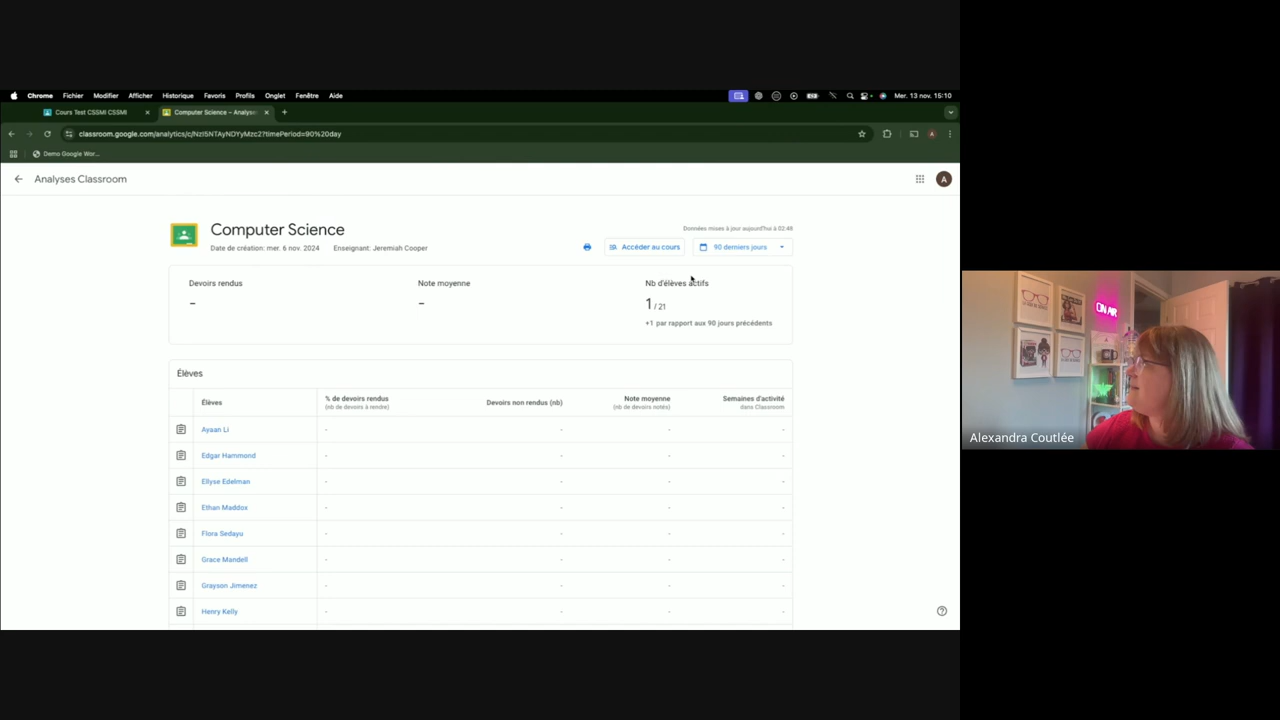 Chrome Fichier Modifier Afficher Historique Favoris Profils Onglet Fenêtre Aide Mer. 13 nov. 15:10
Cours Test CSSMI CSSMI
Computer Science – Analyse
classroom.google.com/analytics/c/NzI5NTAyNDYyMzc2?timePeriod=90%20day
A
Demo Google Wor...
Analyses Classroom
A
Computer Science
Données mises à jour aujourd'hui à 02:48
Date de création: mer. 6 nov. 2024 Enseignant: Jeremiah Cooper
Accéder au cours
90 derniers jours
Devoirs rendus Note moyenne Nb d'élèves actifs
– – 1 / 21
+1 par rapport aux 90 jours précédents
Élèves
Élèves % de devoirs rendus Devoirs non rendus (nb) Note moyenne Semaines d'activité
(nb de devoirs à rendre) (nb de devoirs notés) dans Classroom
Ayaan Li - - - -
Edgar Hammond - - - -
Ellyse Edelman - - - -
Ethan Maddox - - - -
Flora Sedayu - - - -
Grace Mandell - - - -
Grayson Jimenez - - - -
Henry Kelly - - - -
ON AIR
Alexandra Coutlée